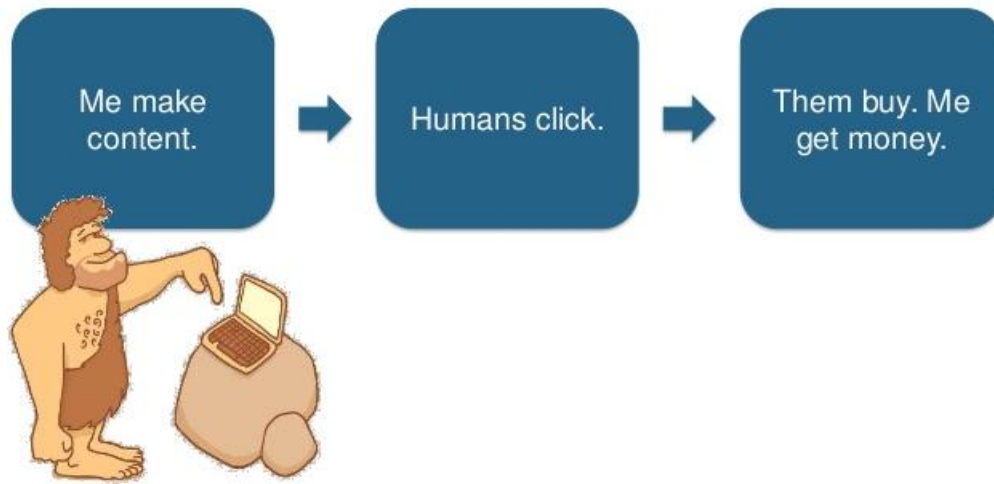 Me make
content.
Humans click.
Them buy. Me
get money.